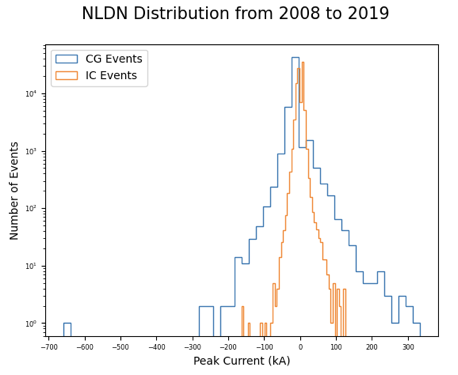 NLDN Distribution from 2008 to 2019
CG Events
IC Events
Number of Events
10⁴
10³
10²
10¹
10⁰
−700 −600 −500 −400 −300 −200 −100 0 100 200 300
Peak Current (kA)